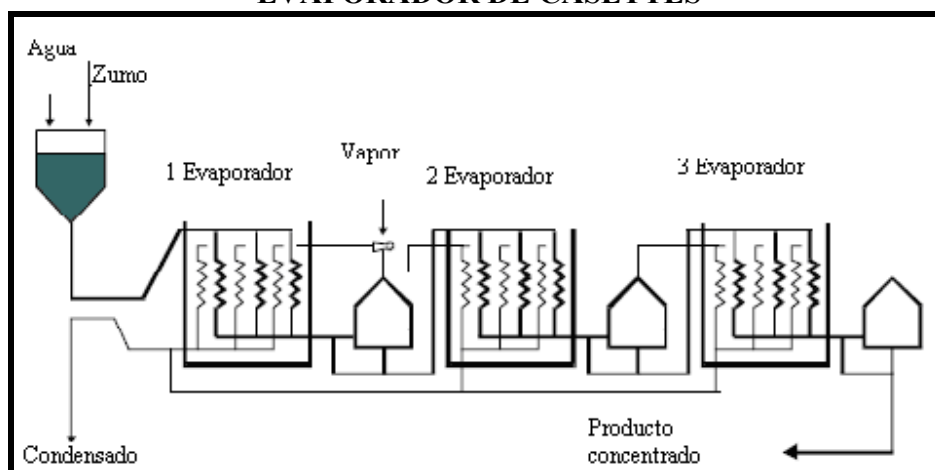 EVAPORADOR DE CASETTES
Agua
Zumo
Vapor
1 Evaporador
2 Evaporador
3 Evaporador
Producto
concentrado
Condensado